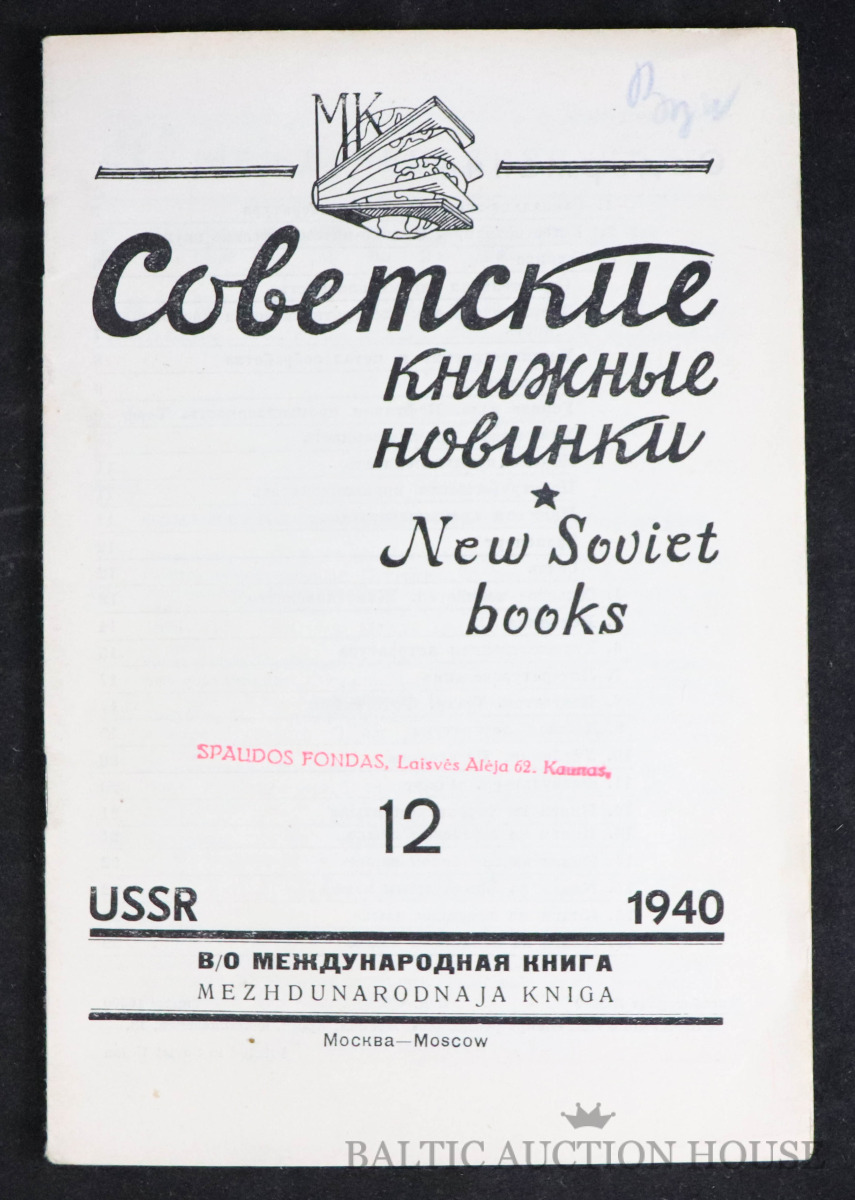 МК
Советские
книжные
новинки
New Soviet
books
SPAUDOS FONDAS, Laisvės Alėja 62. Kaunas,
12
USSR 1940
В/О МЕЖДУНАРОДНАЯ КНИГА
MEZHDUNARODNAJA KNIGA
Москва—Moscow
BALTIC AUCTION HOUSE